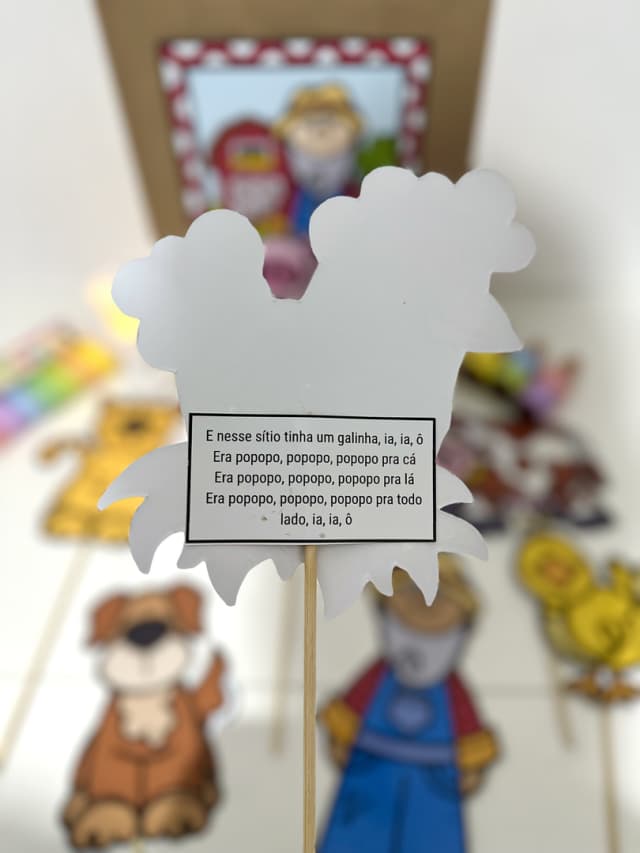 E nesse sítio tinha um galinha, ia, ia, ô
Era popopo, popopo, popopo pra cá
Era popopo, popopo, popopo pra lá
Era popopo, popopo, popopo pra todo
lado, ia, ia, ô